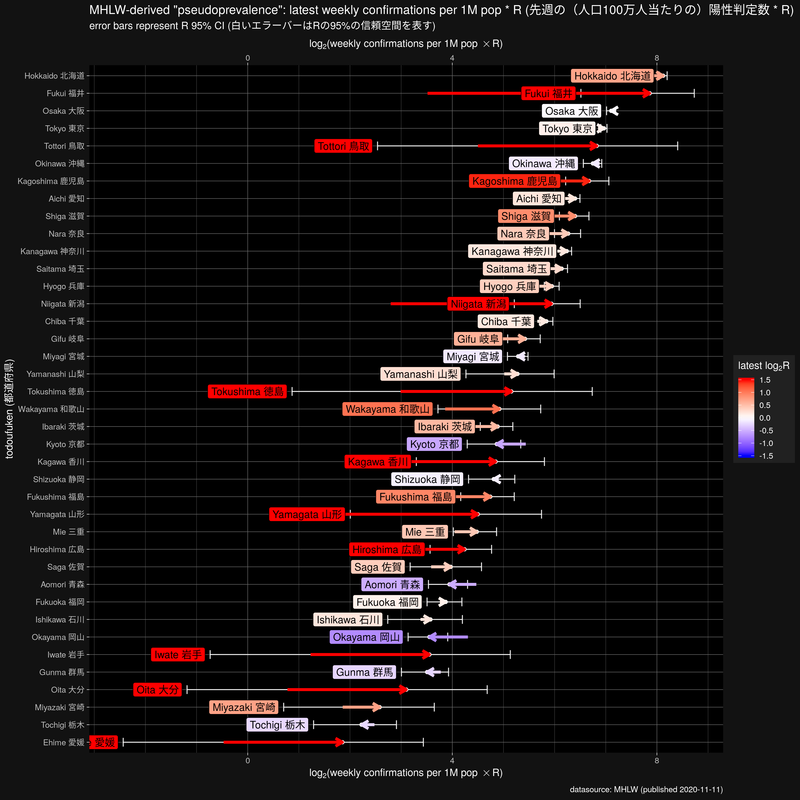 MHLW-derived "pseudoprevalence": latest weekly confirmations per 1M pop * R (先週の（人口100万人当たりの）陽性判定数 * R)
error bars represent R 95% CI (白いエラーバーはRの95%の信頼空間を表す)
log2(weekly confirmations per 1M pop × R)
0 4 8
Hokkaido 北海道 Hokkaido 北海道
Fukui 福井 Fukui 福井
Osaka 大阪 Osaka 大阪
Tokyo 東京 Tokyo 東京
Tottori 鳥取 Tottori 鳥取
Okinawa 沖縄 Okinawa 沖縄
Kagoshima 鹿児島 Kagoshima 鹿児島
Aichi 愛知 Aichi 愛知
Shiga 滋賀 Shiga 滋賀
Nara 奈良 Nara 奈良
Kanagawa 神奈川 Kanagawa 神奈川
Saitama 埼玉 Saitama 埼玉
Hyogo 兵庫 Hyogo 兵庫
Niigata 新潟 Niigata 新潟
Chiba 千葉 Chiba 千葉
Gifu 岐阜 Gifu 岐阜
Miyagi 宮城 Miyagi 宮城
Yamanashi 山梨 Yamanashi 山梨
Tokushima 徳島 Tokushima 徳島
Wakayama 和歌山 Wakayama 和歌山
Ibaraki 茨城 Ibaraki 茨城
Kyoto 京都 Kyoto 京都
Kagawa 香川 Kagawa 香川
Shizuoka 静岡 Shizuoka 静岡
Fukushima 福島 Fukushima 福島
Yamagata 山形 Yamagata 山形
Mie 三重 Mie 三重
Hiroshima 広島 Hiroshima 広島
Saga 佐賀 Saga 佐賀
Aomori 青森 Aomori 青森
Fukuoka 福岡 Fukuoka 福岡
Ishikawa 石川 Ishikawa 石川
Okayama 岡山 Okayama 岡山
Iwate 岩手 Iwate 岩手
Gunma 群馬 Gunma 群馬
Oita 大分 Oita 大分
Miyazaki 宮崎 Miyazaki 宮崎
Tochigi 栃木 Tochigi 栃木
Ehime 愛媛 愛媛
0 4 8
log2(weekly confirmations per 1M pop × R)
todoufuken (都道府県)
latest log2R
1.5
1.0
0.5
0.0
-0.5
-1.0
-1.5
datasource: MHLW (published 2020-11-11)